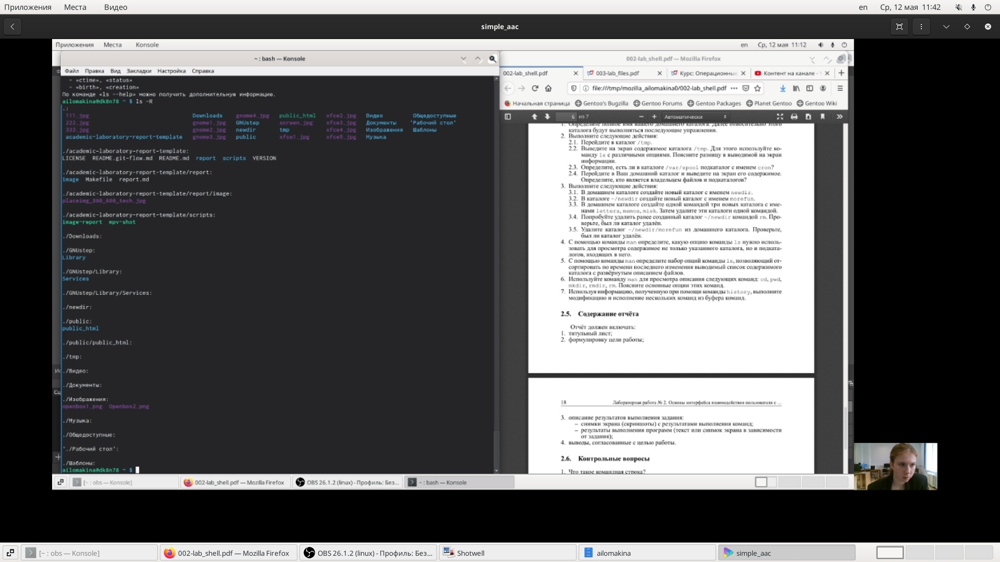 Приложения Места Видео
en Ср, 12 мая 11:42
simple_aac
Приложения Места Konsole
en Ср, 12 мая 11:12
~ : bash — Konsole
Файл Правка Вид Закладки Настройка Справка
- «ctime», «status»
- «birth», «creation»
По команде «ls --help» можно получить дополнительную информацию.
ailomakina@dk8n78 ~ $ ls -R
.:
111.jpg Downloads gnome4.jpg public_html xfce2.jpg Видео Общедоступные
222.jpg gnome1.jpg GNUstep screen.jpg xfce3.jpg Документы 'Рабочий стол'
333.jpg gnome2.jpg newdir tmp xfce4.jpg Изображения Шаблоны
academic-laboratory-report-template gnome3.jpg public xfce1.jpg xfce5.jpg Музыка
./academic-laboratory-report-template:
LICENSE README.git-flow.md README.md report scripts VERSION
./academic-laboratory-report-template/report:
image Makefile report.md
./academic-laboratory-report-template/report/image:
placeimg_800_600_tech.jpg
./academic-laboratory-report-template/scripts:
image-report mpv-shot
./Downloads:
./GNUstep:
Library
./GNUstep/Library:
Services
./GNUstep/Library/Services:
./newdir:
./public:
public_html
./public/public_html:
./tmp:
./Видео:
./Документы:
./Изображения:
openbox1.png Openbox2.png
./Музыка:
./Общедоступные:
'./Рабочий стол':
./Шаблоны:
ailomakina@dk8n78 ~ $
002-lab_shell.pdf — Mozilla Firefox
002-lab_shell.pdf 003-lab_files.pdf Курс: Операционные Контент на канале -
file:///tmp/mozilla_ailomakina0/002-lab_shell.pdf
Начальная страница Gentoo's Bugzilla Gentoo Forums Gentoo Packages Planet Gentoo Gentoo Wiki
6 из 7 Автоматически
1. Определите полное имя вашего домашнего каталога. Далее относительно этого
каталога будут выполняться последующие упражнения.
2. Выполните следующие действия:
2.1. Перейдите в каталог /tmp.
2.2. Выведите на экран содержимое каталога /tmp. Для этого используйте ко-
манду ls с различными опциями. Поясните разницу в выводимой на экран
информации.
2.3. Определите, есть ли в каталоге /var/spool подкаталог с именем cron?
2.4. Перейдите в Ваш домашний каталог и выведите на экран его содержимое.
Определите, кто является владельцем файлов и подкаталогов?
3. Выполните следующие действия:
3.1. В домашнем каталоге создайте новый каталог с именем newdir.
3.2. В каталоге ~/newdir создайте новый каталог с именем morefun.
3.3. В домашнем каталоге создайте одной командой три новых каталога с име-
нами letters, memos, misk. Затем удалите эти каталоги одной командой.
3.4. Попробуйте удалить ранее созданный каталог ~/newdir командой rm. Про-
верьте, был ли каталог удалён.
3.5. Удалите каталог ~/newdir/morefun из домашнего каталога. Проверьте,
был ли каталог удалён.
4. С помощью команды man определите, какую опцию команды ls нужно исполь-
зовать для просмотра содержимое не только указанного каталога, но и подката-
логов, входящих в него.
5. С помощью команды man определите набор опций команды ls, позволяющий от-
сортировать по времени последнего изменения выводимый список содержимого
каталога с развёрнутым описанием файлов.
6. Используйте команду man для просмотра описания следующих команд: cd, pwd,
mkdir, rmdir, rm. Поясните основные опции этих команд.
7. Используя информацию, полученную при помощи команды history, выполните
модификацию и исполнение нескольких команд из буфера команд.
2.5. Содержание отчёта
Отчёт должен включать:
1. титульный лист;
2. формулировку цели работы;
18 Лабораторная работа № 2. Основы интерфейса взаимодействия пользователя с ...
3. описание результатов выполнения задания:
– снимки экрана (скриншоты) с результатами выполнения команд;
– результаты выполнения программ (текст или снимок экрана в зависимости
от задания);
4. выводы, согласованные с целью работы.
2.6. Контрольные вопросы
1. Что такое командная строка?
[~ : obs — Konsole] 002-lab_shell.pdf — Mozilla Firefox OBS 26.1.2 (linux) - Профиль: Без... ~ : bash — Konsole
[~ : obs — Konsole] 002-lab_shell.pdf — Mozilla Firefox OBS 26.1.2 (linux) - Профиль: Без... Shotwell ailomakina simple_aac